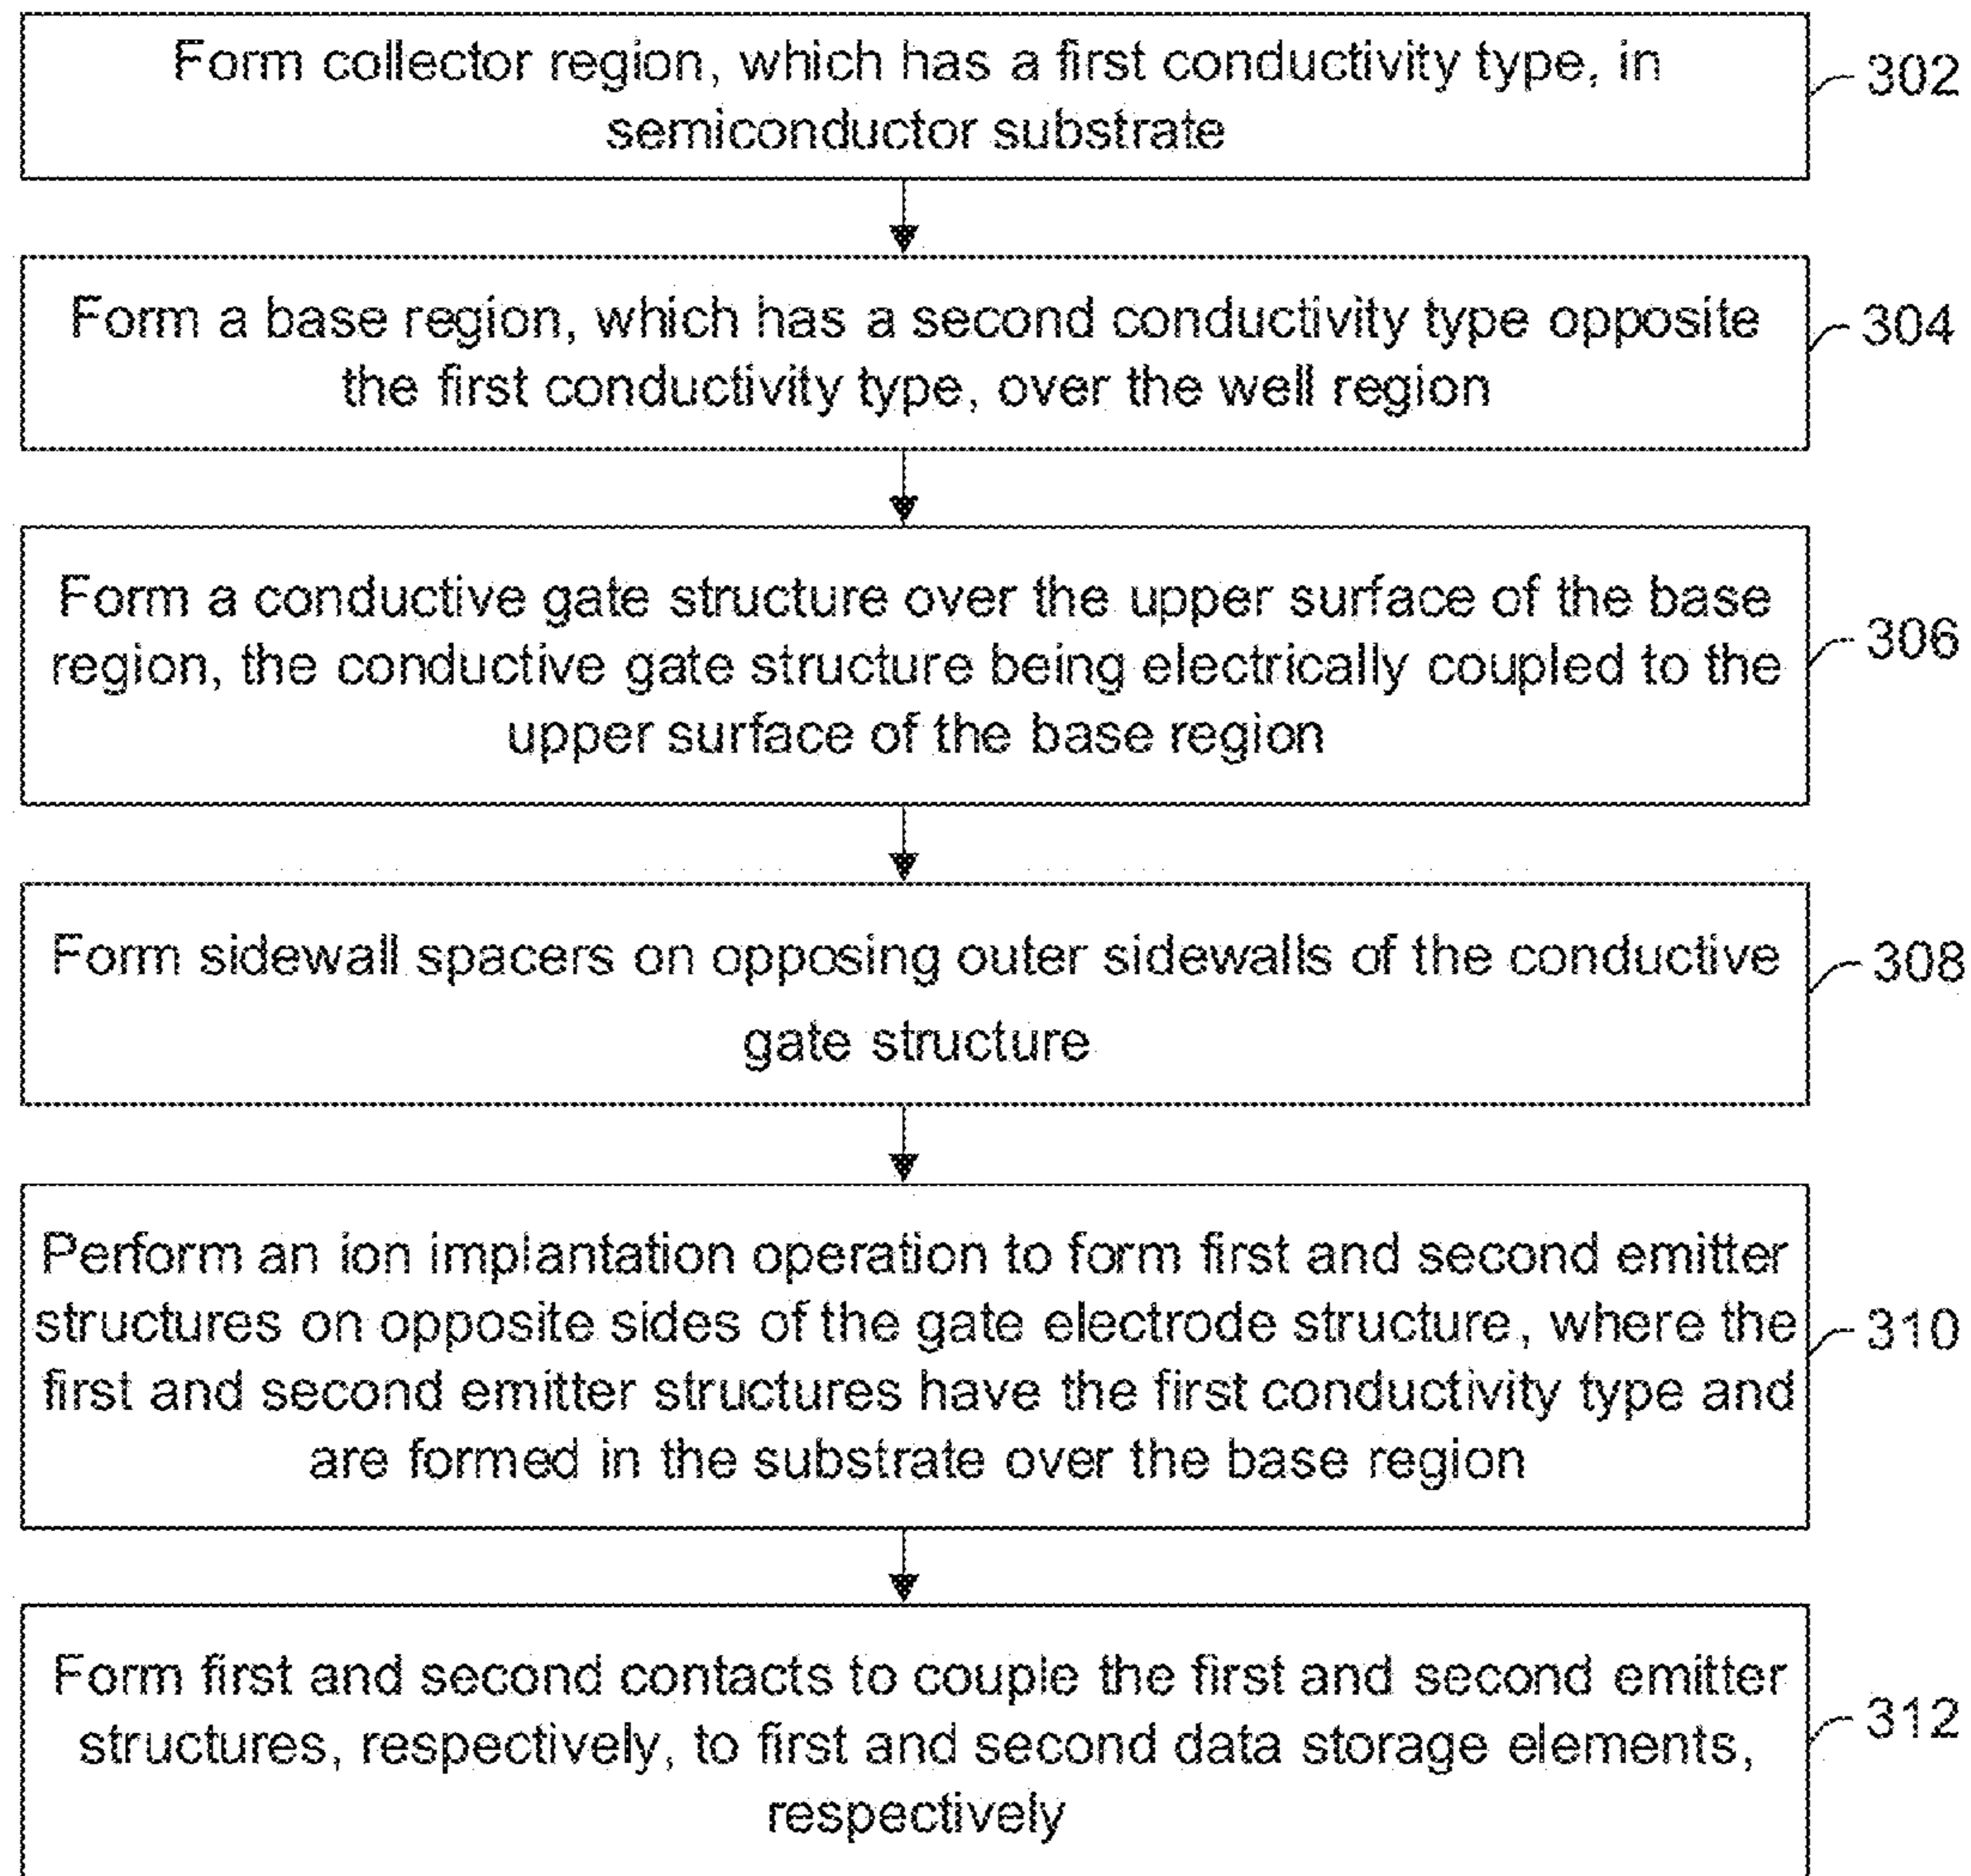 Form collector region, which has a first conductivity type, in
semiconductor substrate
302
Form a base region, which has a second conductivity type opposite
the first conductivity type, over the well region
304
Form a conductive gate structure over the upper surface of the base
region, the conductive gate structure being electrically coupled to the
upper surface of the base region
306
Form sidewall spacers on opposing outer sidewalls of the conductive
gate structure
308
Perform an ion implantation operation to form first and second emitter
structures on opposite sides of the gate electrode structure, where the
first and second emitter structures have the first conductivity type and
are formed in the substrate over the base region
310
Form first and second contacts to couple the first and second emitter
structures, respectively, to first and second data storage elements,
respectively
312